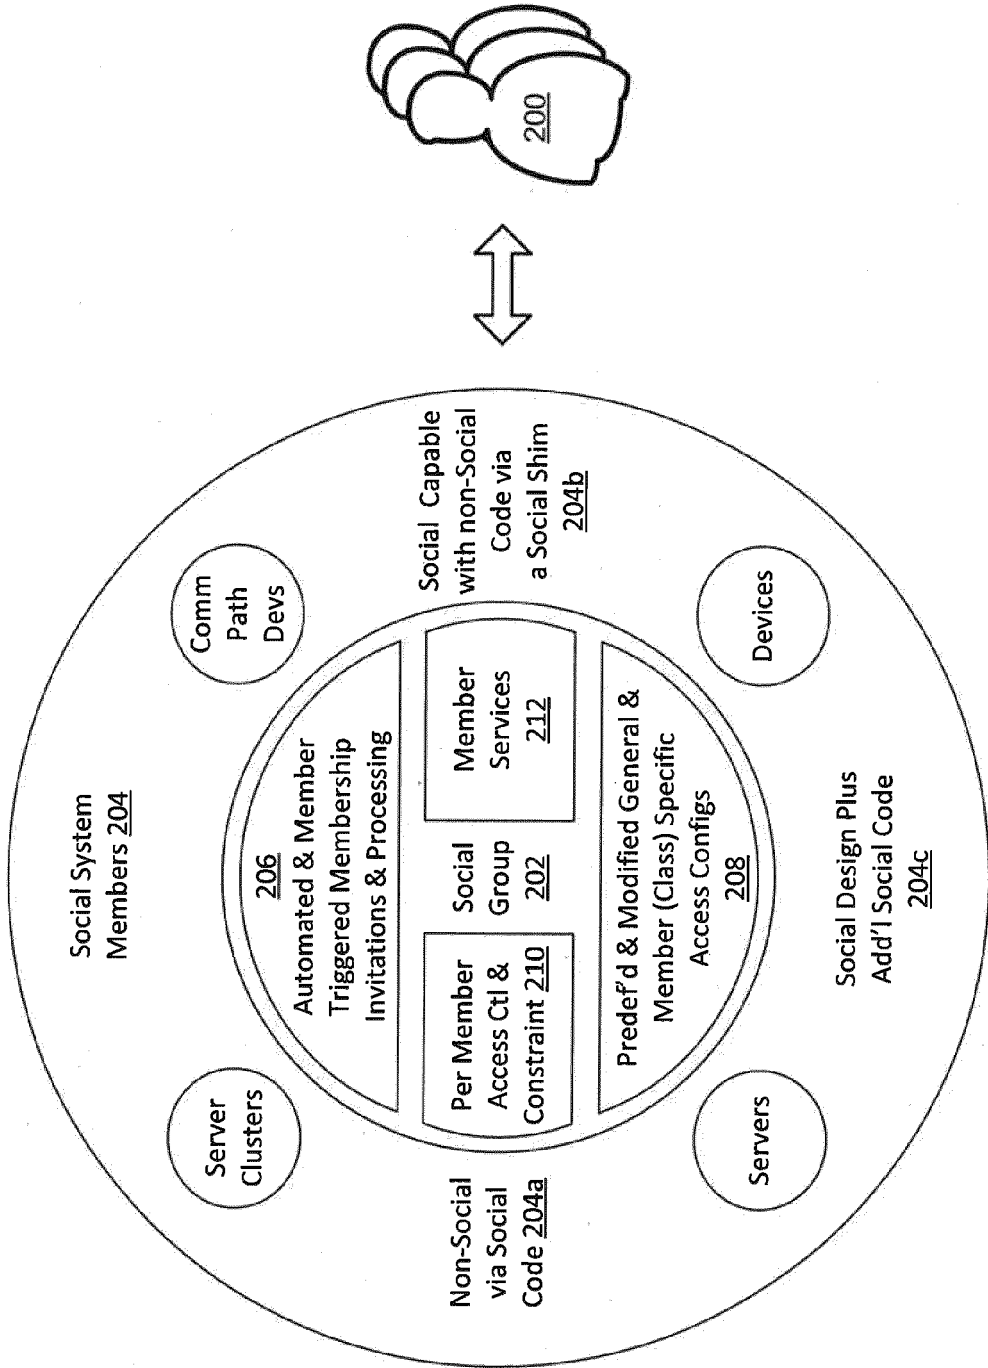 Social System
Members 204
Server
Clusters
Comm
Path
Devs
206
Automated & Member
Triggered Membership
Invitations & Processing
Non-Social
via Social
Code 204a
Per Member
Access Ctl &
Constraint 210
Social
Group
202
Member
Services
212
Social Capable
with non-Social
Code via
a Social Shim
204b
200
Predef'd & Modified General &
Member (Class) Specific
Access Configs
208
Servers
Devices
Social Design Plus
Add'l Social Code
204c